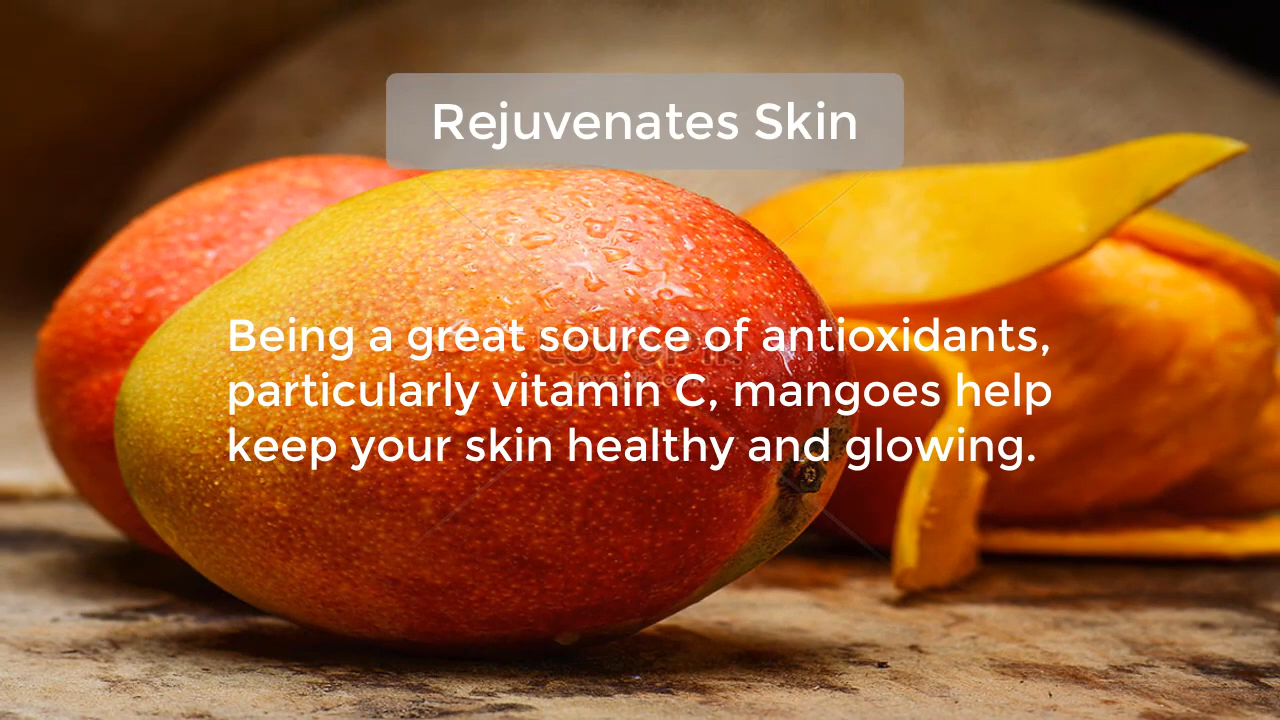 Rejuvenates Skin
Being a great source of antioxidants,
particularly vitamin C, mangoes help
keep your skin healthy and glowing.